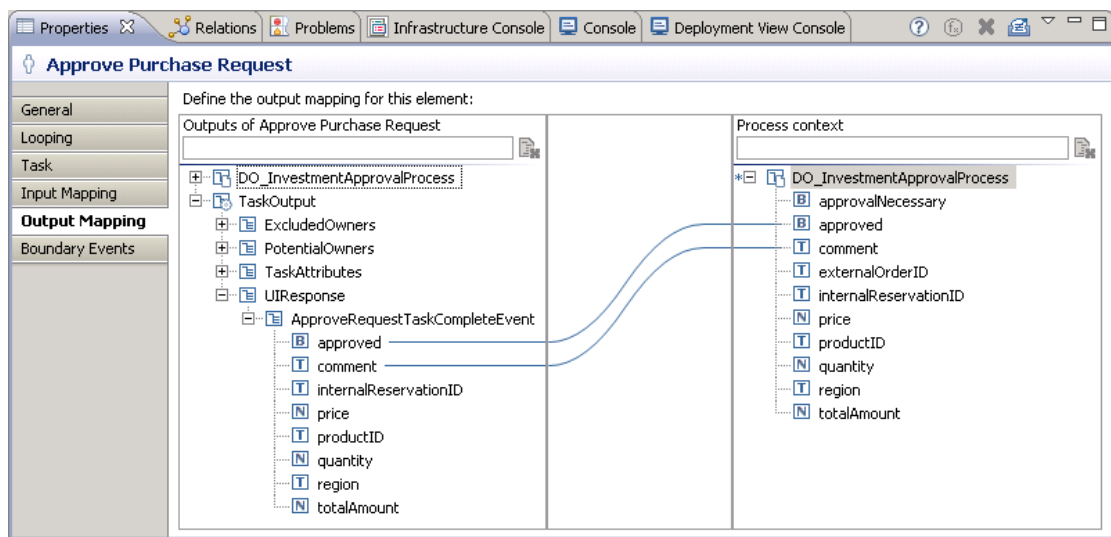 Properties
Relations
Problems
Infrastructure Console
Console
Deployment View Console
Approve Purchase Request
General
Looping
Task
Input Mapping
Output Mapping
Boundary Events
Define the output mapping for this element:
Outputs of Approve Purchase Request
DO_InvestmentApprovalProcess
TaskOutput
ExcludedOwners
PotentialOwners
TaskAttributes
UIResponse
ApproveRequestTaskCompleteEvent
B approved
T comment
T internalReservationID
N price
T productID
N quantity
T region
N totalAmount
Process context
DO_InvestmentApprovalProcess
B approvalNecessary
B approved
T comment
T externalOrderID
T internalReservationID
N price
T productID
N quantity
T region
N totalAmount